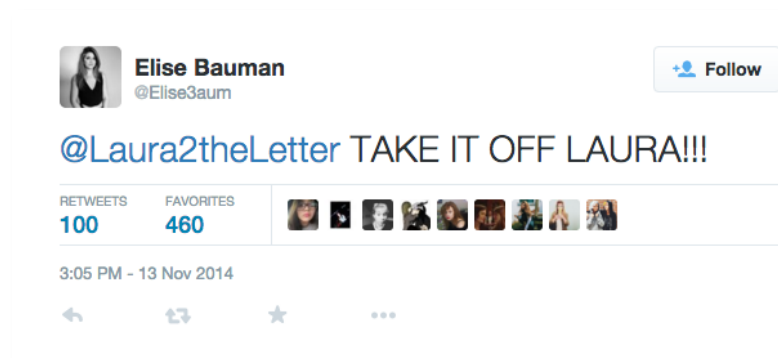 Elise Bauman
@Elise3aum
Follow
@Laura2theLetter TAKE IT OFF LAURA!!!
RETWEETS FAVORITES
100 460
3:05 PM - 13 Nov 2014